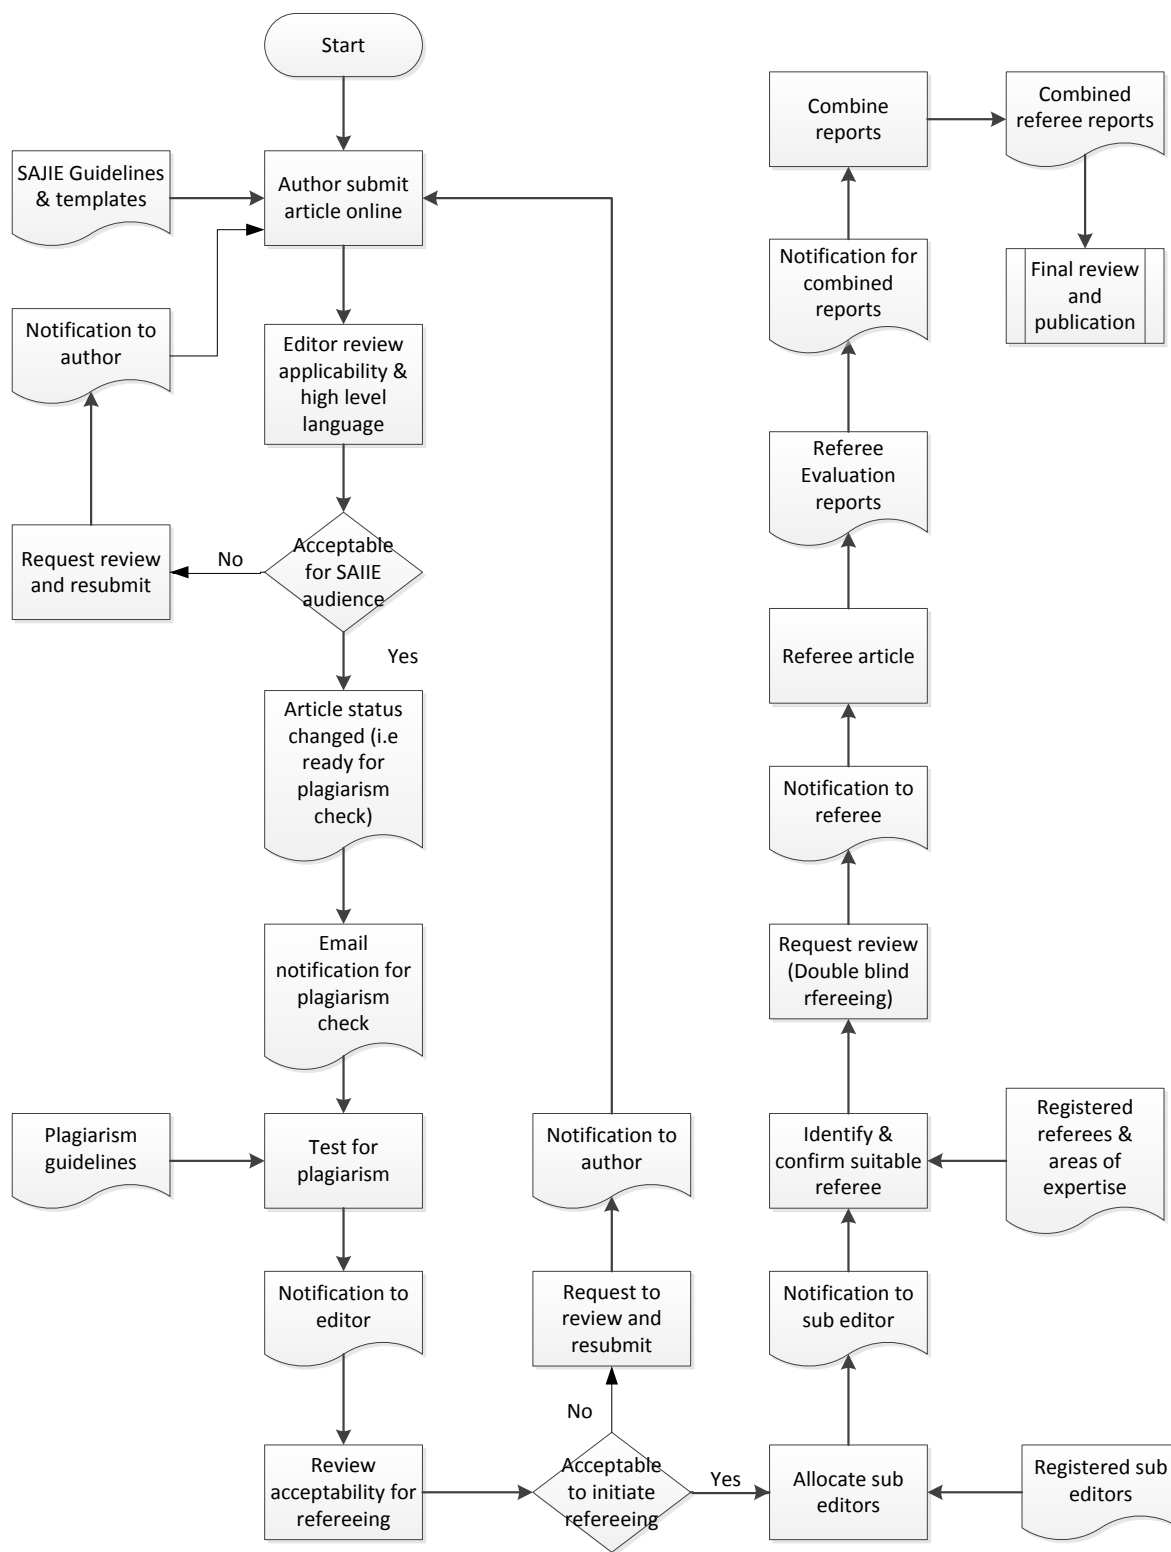 Start
SAJIE Guidelines
& templates
Author submit
article online
Notification to
author
Editor review
applicability &
high level
language
Request review
and resubmit
No
Acceptable
for SAIIE
audience
Yes
Article status
changed (i.e
ready for
plagiarism
check)
Email
notification for
plagiarism
check
Plagiarism
guidelines
Test for
plagiarism
Notification to
editor
Review
acceptability for
refereeing
Acceptable
to initiate
refereeing
No
Request to
review and
resubmit
Notification to
author
Yes
Allocate sub
editors
Registered sub
editors
Notification to
sub editor
Identify &
confirm suitable
referee
Registered
referees &
areas of
expertise
Request review
(Double blind
rfereeing)
Notification to
referee
Referee article
Referee
Evaluation
reports
Notification for
combined
reports
Combine
reports
Combined
referee reports
Final review
and
publication